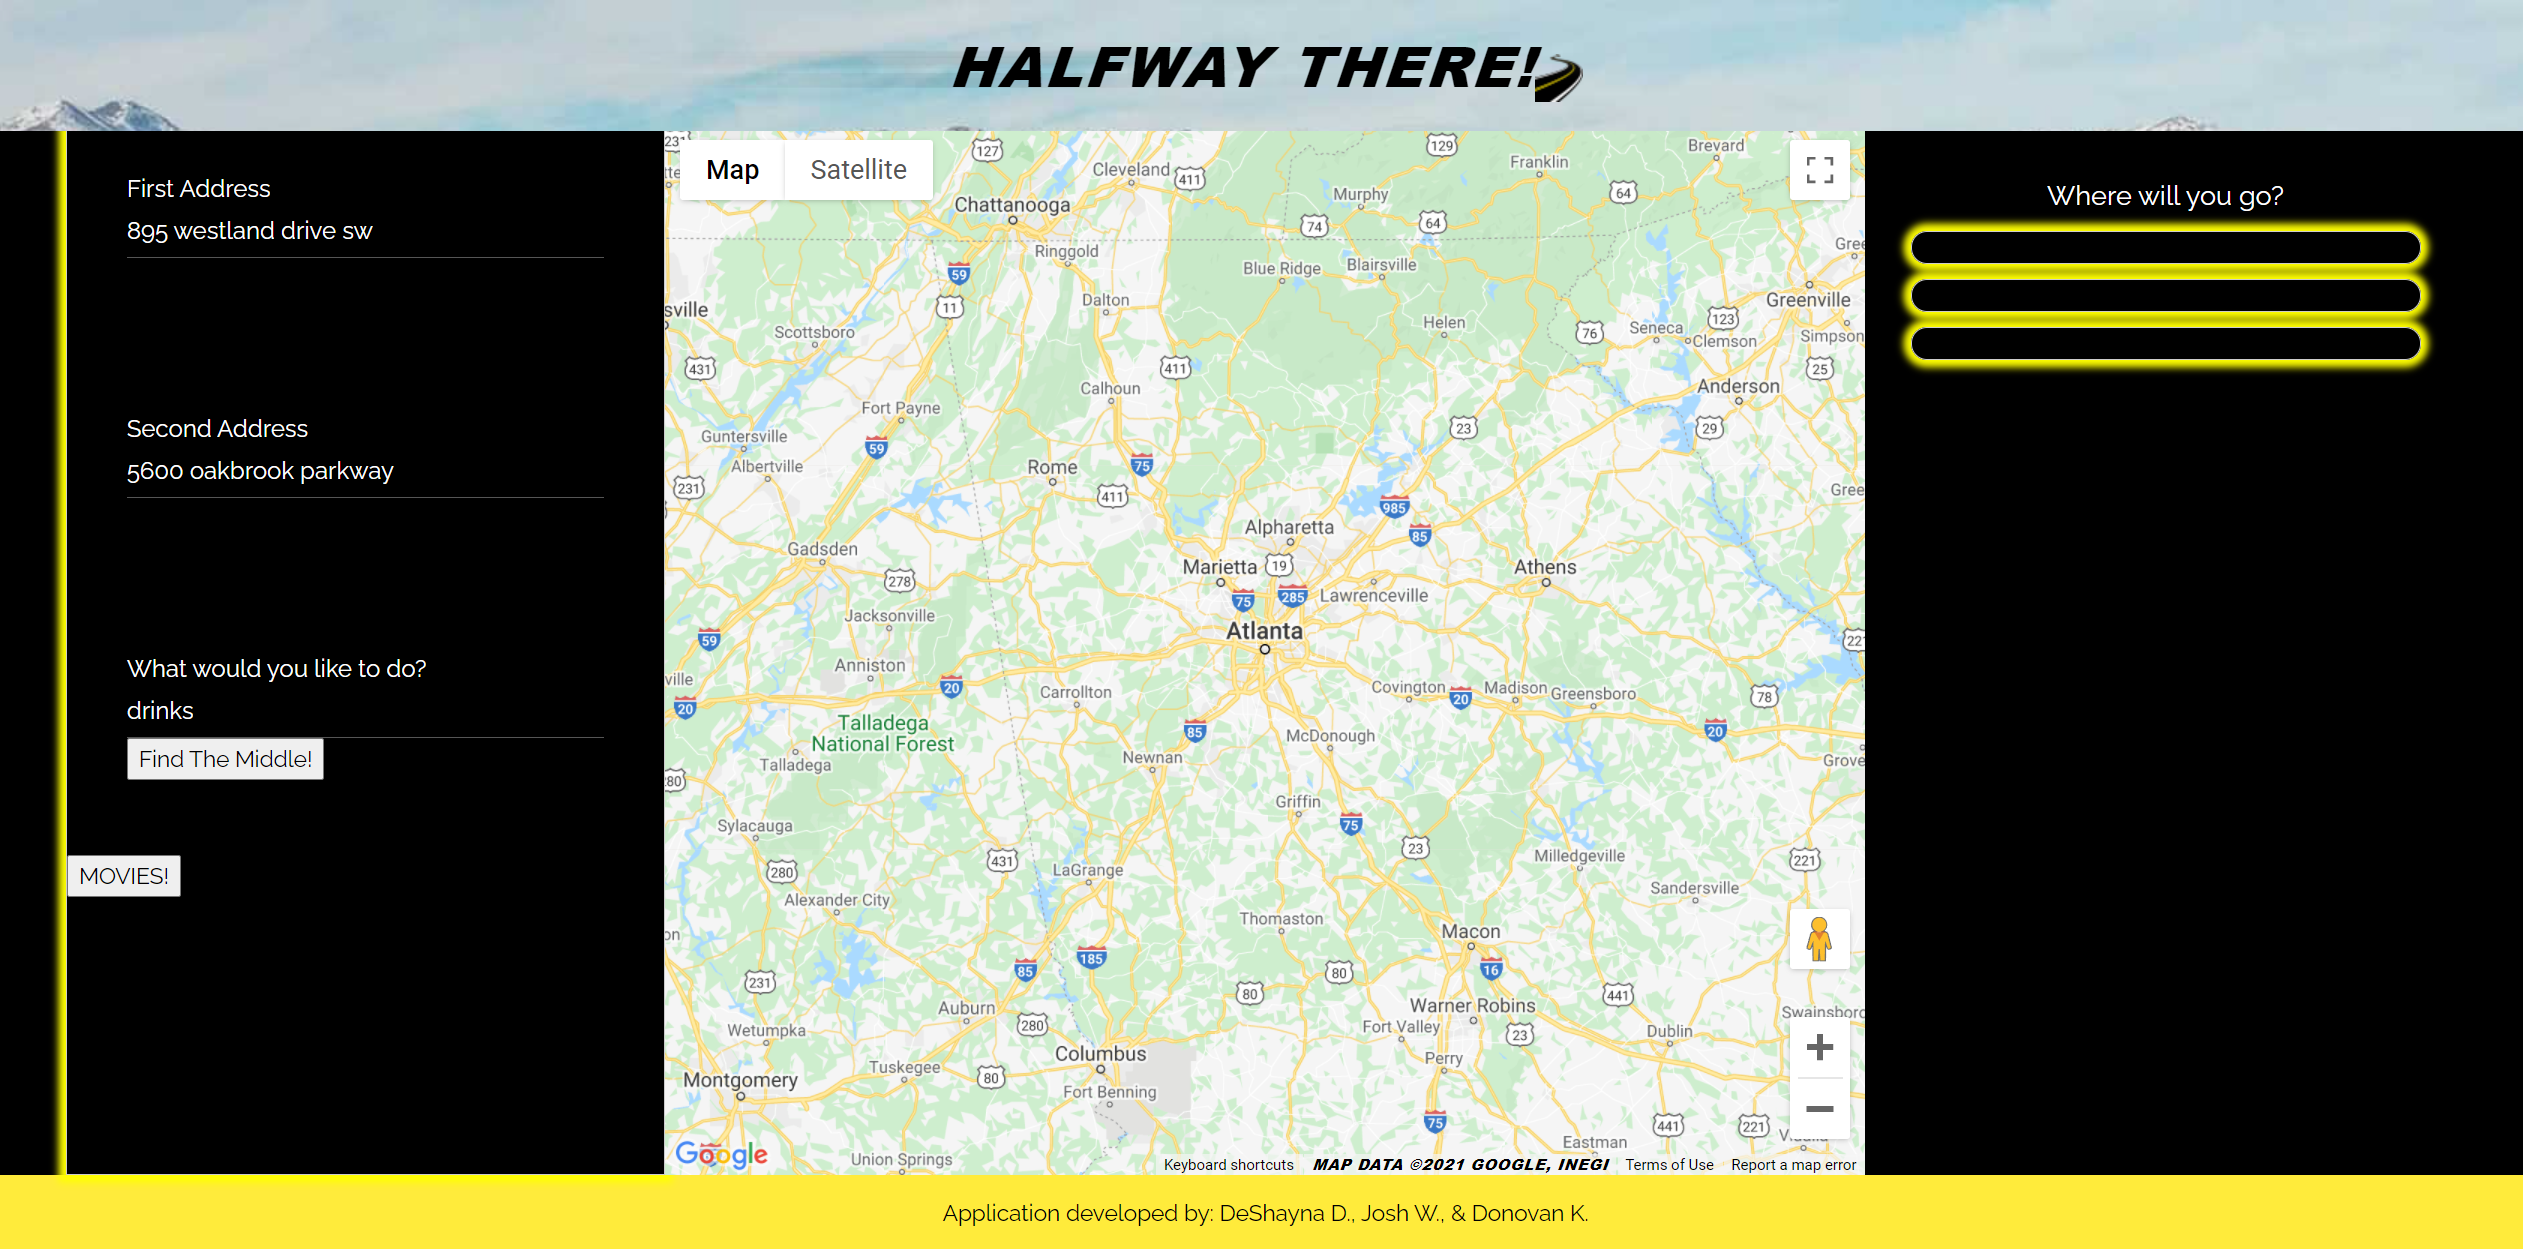 HALFWAY THERE!
First Address
895 westland drive sw
Second Address
5600 oakbrook parkway
What would you like to do?
drinks
Find The Middle!
MOVIES!
Map
Satellite
231
127
Cleveland
411
129
Franklin
Brevard
64
Murphy
Chattanooga
74
64
Ringgold
Blue Ridge
Blairsville
59
Dalton
11
sville
Scottsboro
Helen
76
Seneca
123
Greenville
Clemson
Simpson
431
411
Calhoun
Anderson
25
Fort Payne
23
29
Guntersville
59
Albertville
Rome
75
411
231
985
Alpharetta
85
Gadsden
Marietta
19
Athens
278
75
285
Lawrenceville
Jacksonville
Atlanta
59
221
Anniston
ville
20
20
Carrollton
Covington
20
Madison
Greensboro
78
Talladega
National Forest
85
McDonough
20
Talladega
Newnan
Grove
280
Griffin
75
Sylacauga
23
431
Milledgeville
221
280
LaGrange
Sandersville
Alexander City
Thomaston
on
Macon
185
85
80
16
231
80
441
Auburn
Warner Robins
Swainsboro
Wetumpka
280
Fort Valley
23
Dublin
Columbus
Perry
Tuskegee
80
Montgomery
Fort Benning
75
441
221
Eastman
Union Springs
Google
Keyboard shortcuts
MAP DATA ©2021 GOOGLE, INEGI
Terms of Use
Report a map error
Where will you go?
Application developed by: DeShayna D., Josh W., & Donovan K.